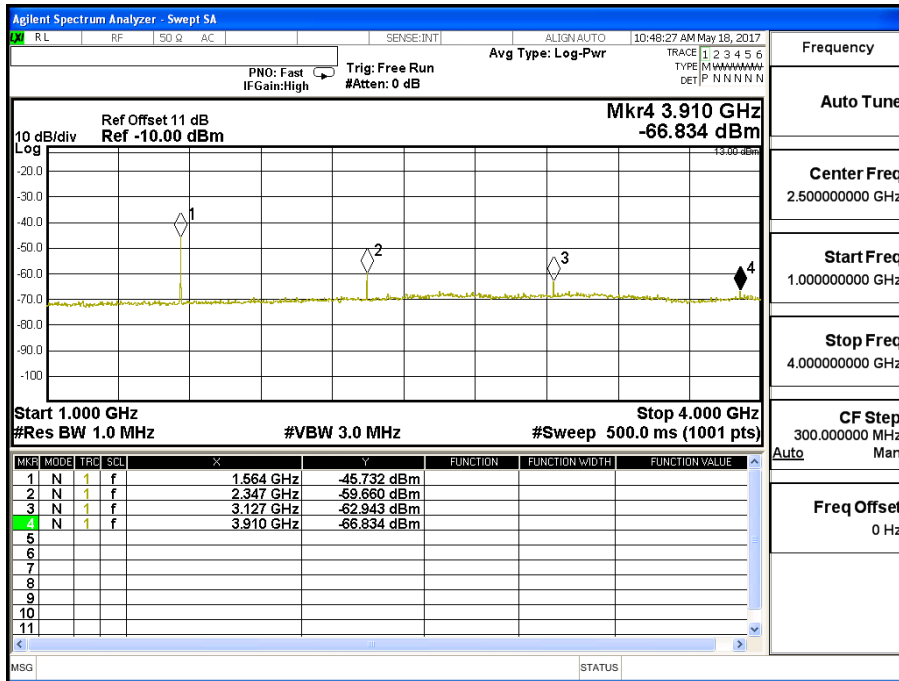 Agilent Spectrum Analyzer - Swept SA
LXI RL RF 50 Ω AC SENSE:INT ALIGN AUTO 10:48:27 AM May 18, 2017
Avg Type: Log-Pwr TRACE 1 2 3 4 5 6
PNO: Fast Trig: Free Run TYPE M WWWWW
IFGain:High #Atten: 0 dB DET P N N N N N
Mkr4 3.910 GHz
Ref Offset 11 dB
-66.834 dBm
10 dB/div Ref -10.00 dBm
Log
-13.00 dBm
-20.0
-30.0
-40.0
1
-50.0
2
3
-60.0
4
-70.0
-80.0
-90.0
-100
Start 1.000 GHz Stop 4.000 GHz
#Res BW 1.0 MHz #VBW 3.0 MHz #Sweep 500.0 ms (1001 pts)
MKR MODE TRC SCL X Y FUNCTION FUNCTION WIDTH FUNCTION VALUE
1 N 1 f 1.564 GHz -45.732 dBm
2 N 1 f 2.347 GHz -59.660 dBm
3 N 1 f 3.127 GHz -62.943 dBm
4 N 1 f 3.910 GHz -66.834 dBm
5
6
7
8
9
10
11
MSG STATUS
Frequency
Auto Tune
Center Freq
2.500000000 GHz
Start Freq
1.000000000 GHz
Stop Freq
4.000000000 GHz
CF Step
300.000000 MHz
Auto Man
Freq Offset
0 Hz